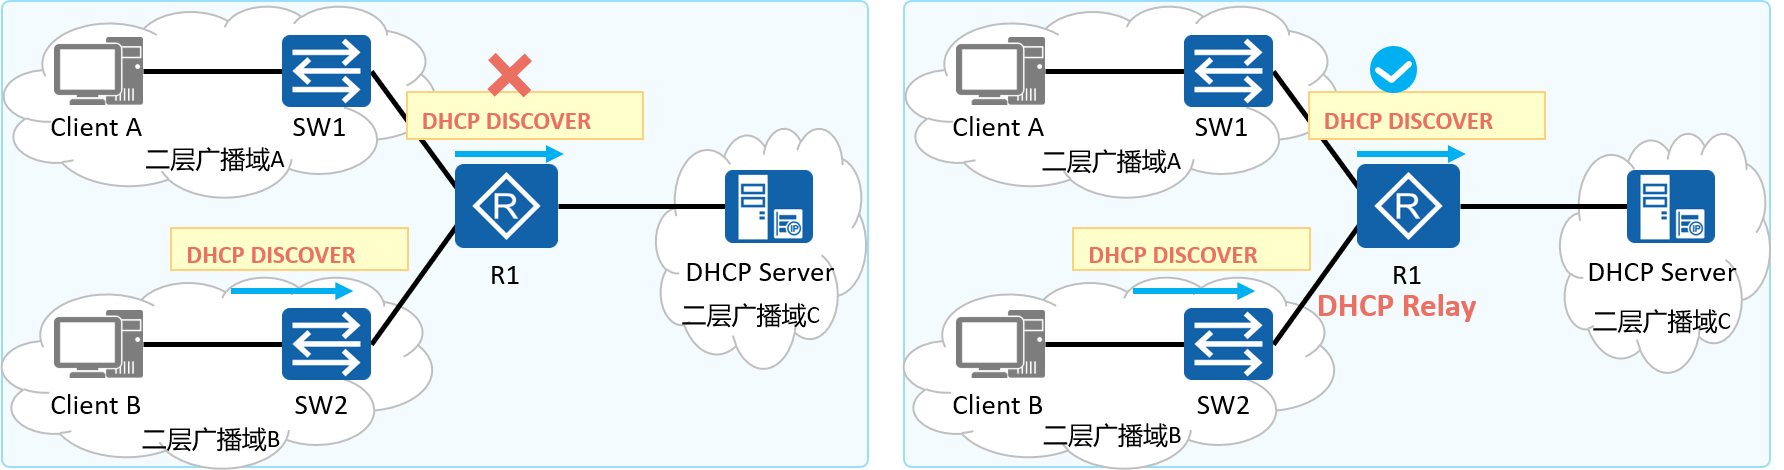 DHCP DISCOVER
Client A
SW1
二层广播域A
R
DHCP DISCOVER
R1
IP
DHCP Server
二层广播域C
Client B
SW2
二层广播域B
DHCP DISCOVER
Client A
SW1
二层广播域A
R
DHCP DISCOVER
R1
DHCP Relay
IP
DHCP Server
二层广播域C
Client B
SW2
二层广播域B